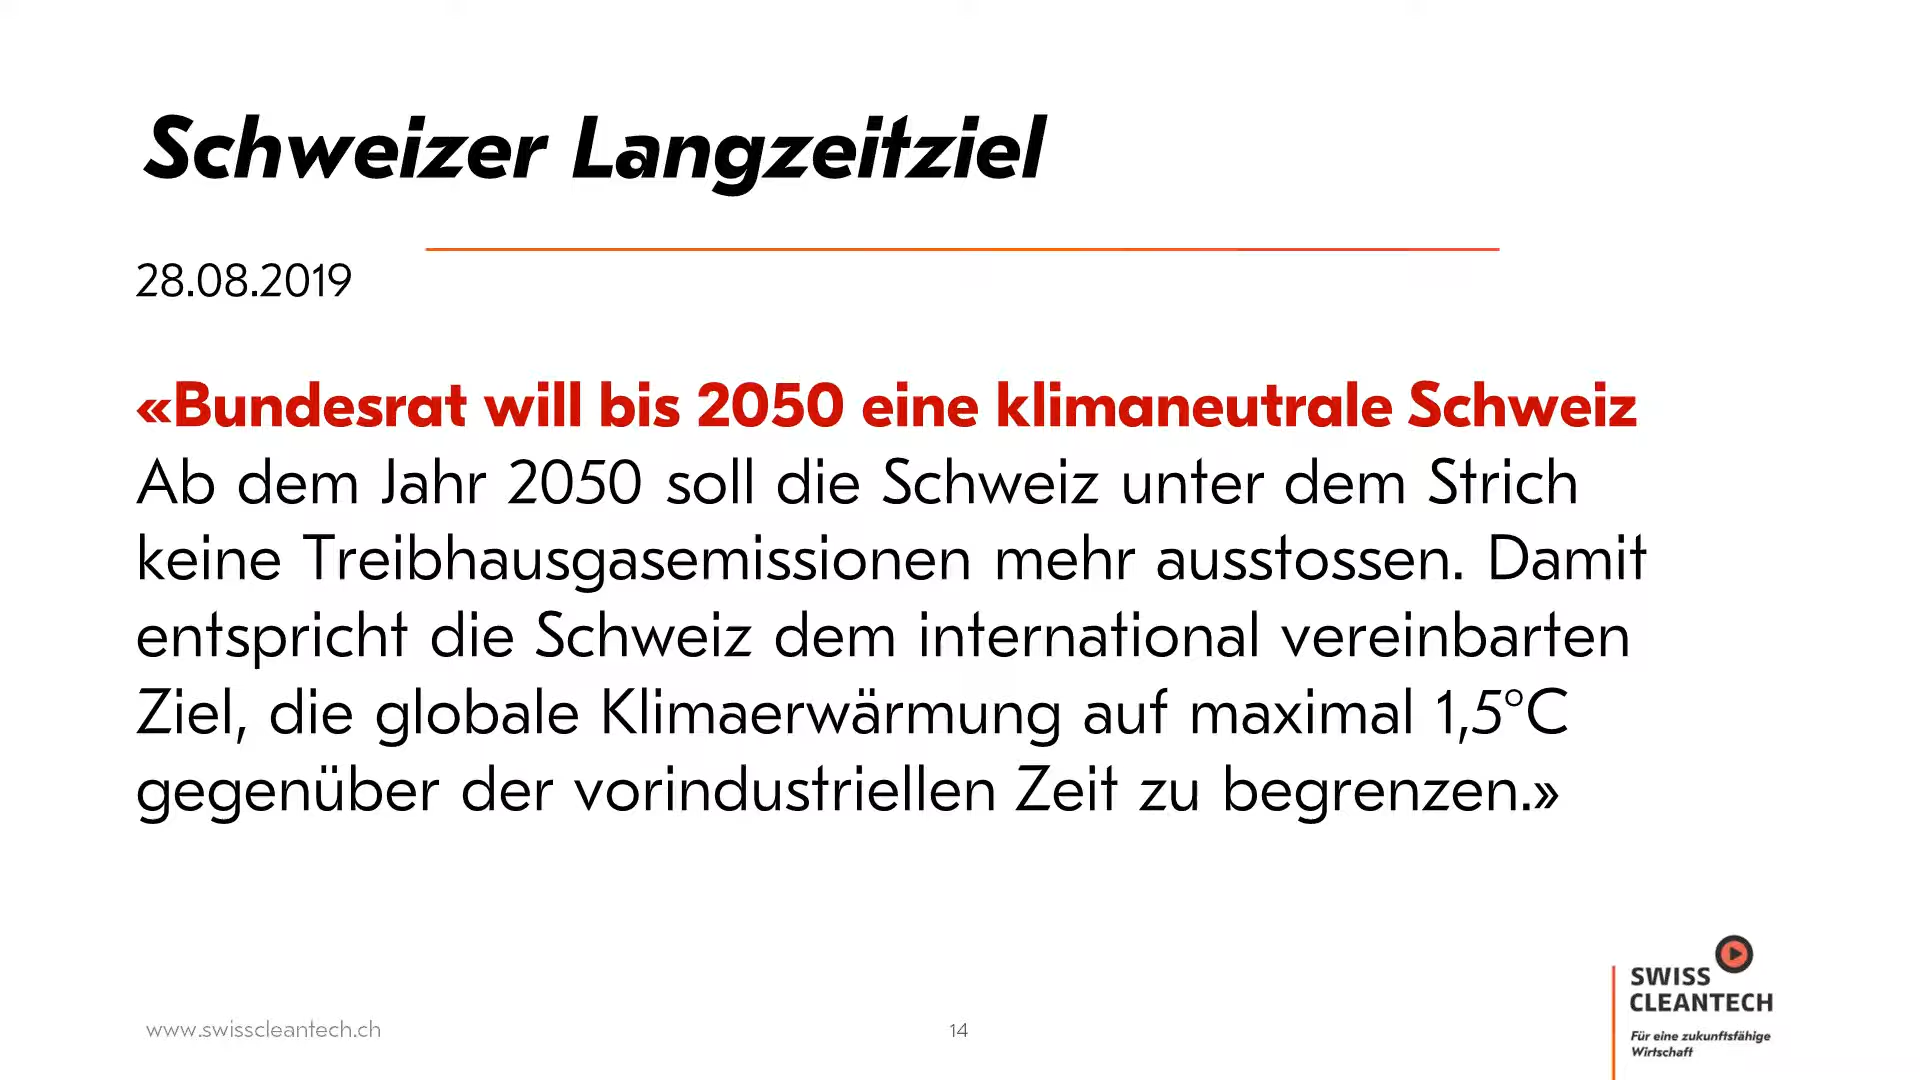 Schweizer Langzeitziel
28.08.2019
«Bundesrat will bis 2050 eine klimaneutrale Schweiz
Ab dem Jahr 2050 soll die Schweiz unter dem Strich
keine Treibhausgasemissionen mehr ausstossen. Damit
entspricht die Schweiz dem international vereinbarten
Ziel, die globale Klimaerwärmung auf maximal 1,5°C
gegenüber der vorindustriellen Zeit zu begrenzen.»
www.swisscleantech.ch
14
SWISS
CLEANTECH
Für eine zukunftsfähige
Wirtschaft